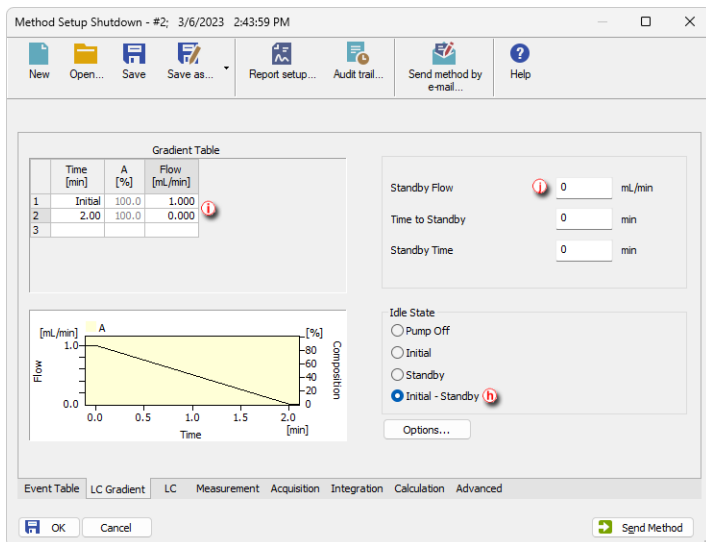 Method Setup Shutdown - #2; 3/6/2023 2:43:59 PM
New Open... Save Save as... Report setup... Audit trail... Send method by e-mail... Help
Gradient Table
Time [min] A [%] Flow [mL/min]
1 Initial 100.0 1.000
i
2 2.00 100.0 0.000
3
Standby Flow j 0 mL/min
Time to Standby 0 min
Standby Time 0 min
[mL/min] A [%]
1.0
80
60
40
20
0.0 0
Flow
Composition
0.0 0.5 1.0 1.5 2.0
Time [min]
Idle State
Pump Off
Initial
Standby
Initial - Standby h
Options...
Event Table LC Gradient LC Measurement Acquisition Integration Calculation Advanced
OK Cancel Send Method